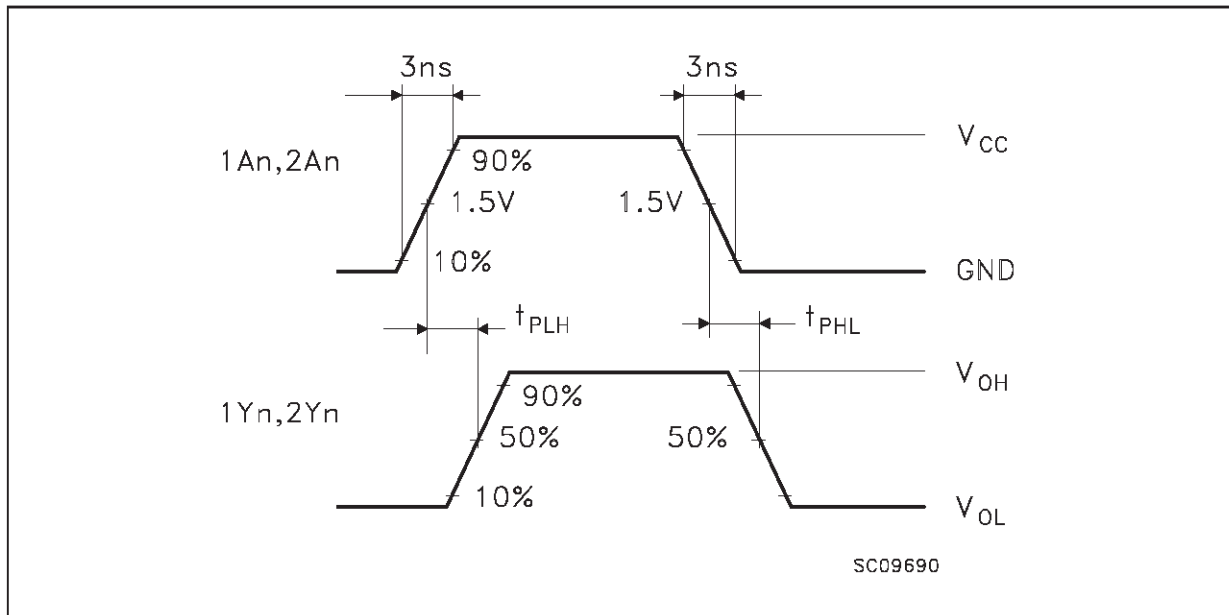 3ns 3ns
V_CC
1An,2An 90%
1.5V 1.5V
10% GND
t_PLH t_PHL
V_OH
90%
1Yn,2Yn 50% 50%
10% V_OL
SC09690